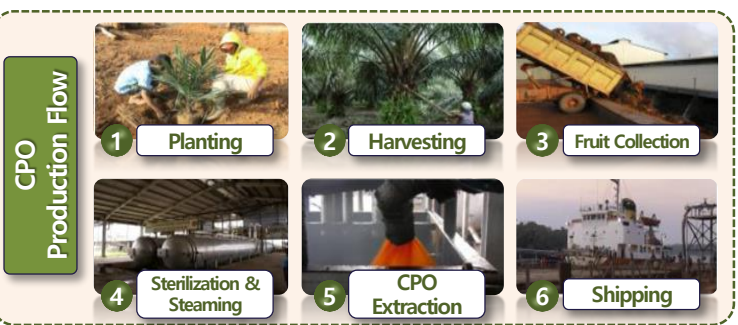 CPO
Production Flow
1 Planting
2 Harvesting
3 Fruit Collection
4 Sterilization &
Steaming
5 CPO
Extraction
6 Shipping